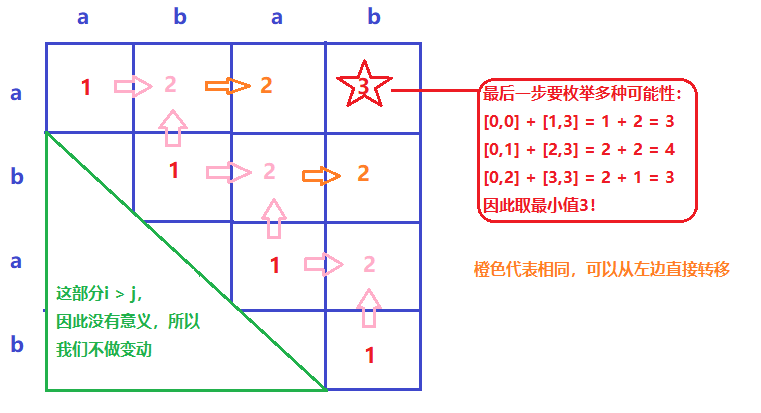 a b a b
a 1 2 2 3
b 1 2 2
a 1 2
b 1
最后一步要枚举多种可能性：
[0,0] + [1,3] = 1 + 2 = 3
[0,1] + [2,3] = 2 + 2 = 4
[0,2] + [3,3] = 2 + 1 = 3
因此取最小值3！
橙色代表相同，可以从左边直接转移
这部分i > j，
因此没有意义，所以
我们不做变动